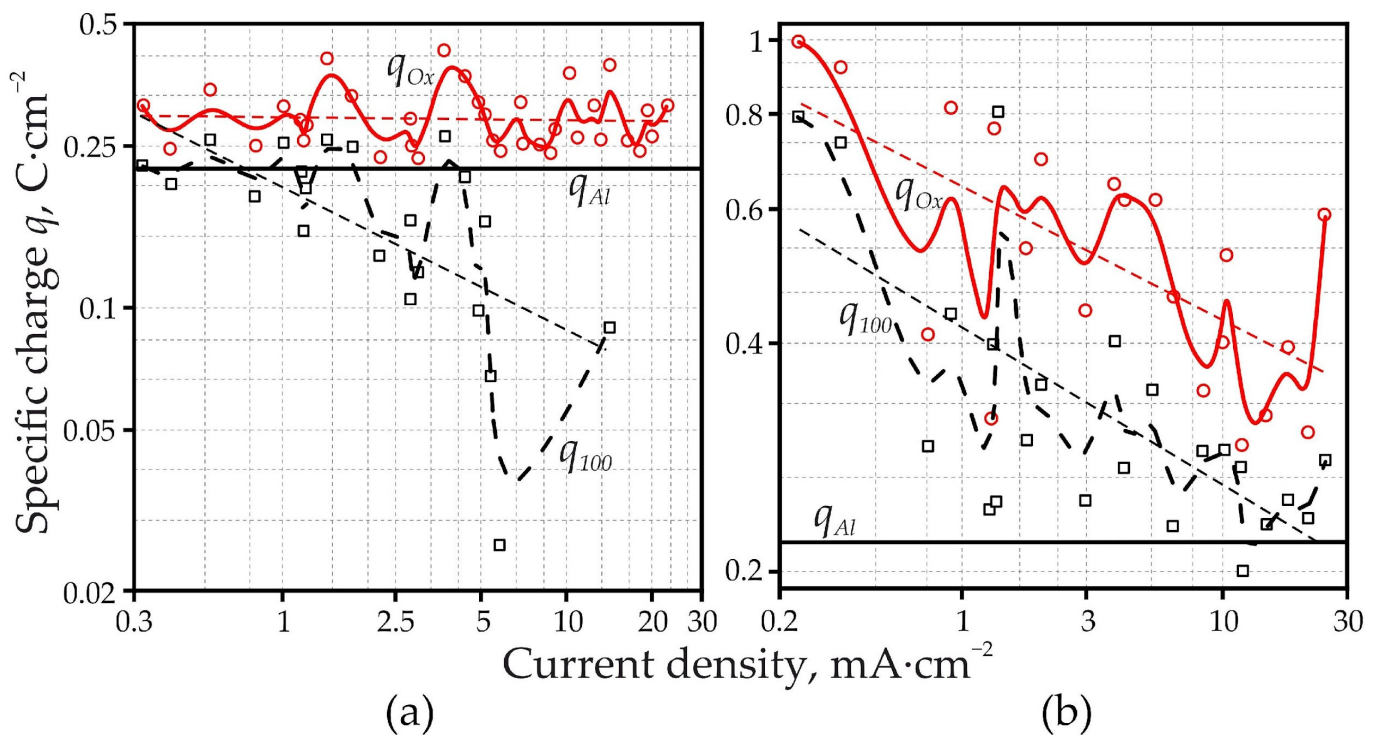 Specific charge q, C·cm⁻²
0.5
0.25
0.1
0.05
0.02
q_Ox
q_Al
q_100
0.3 1 2.5 5 10 20 30
1
0.8
0.6
0.4
0.2
q_Ox
q_100
q_Al
0.2 1 3 10 30
Current density, mA·cm⁻²
(a) (b)